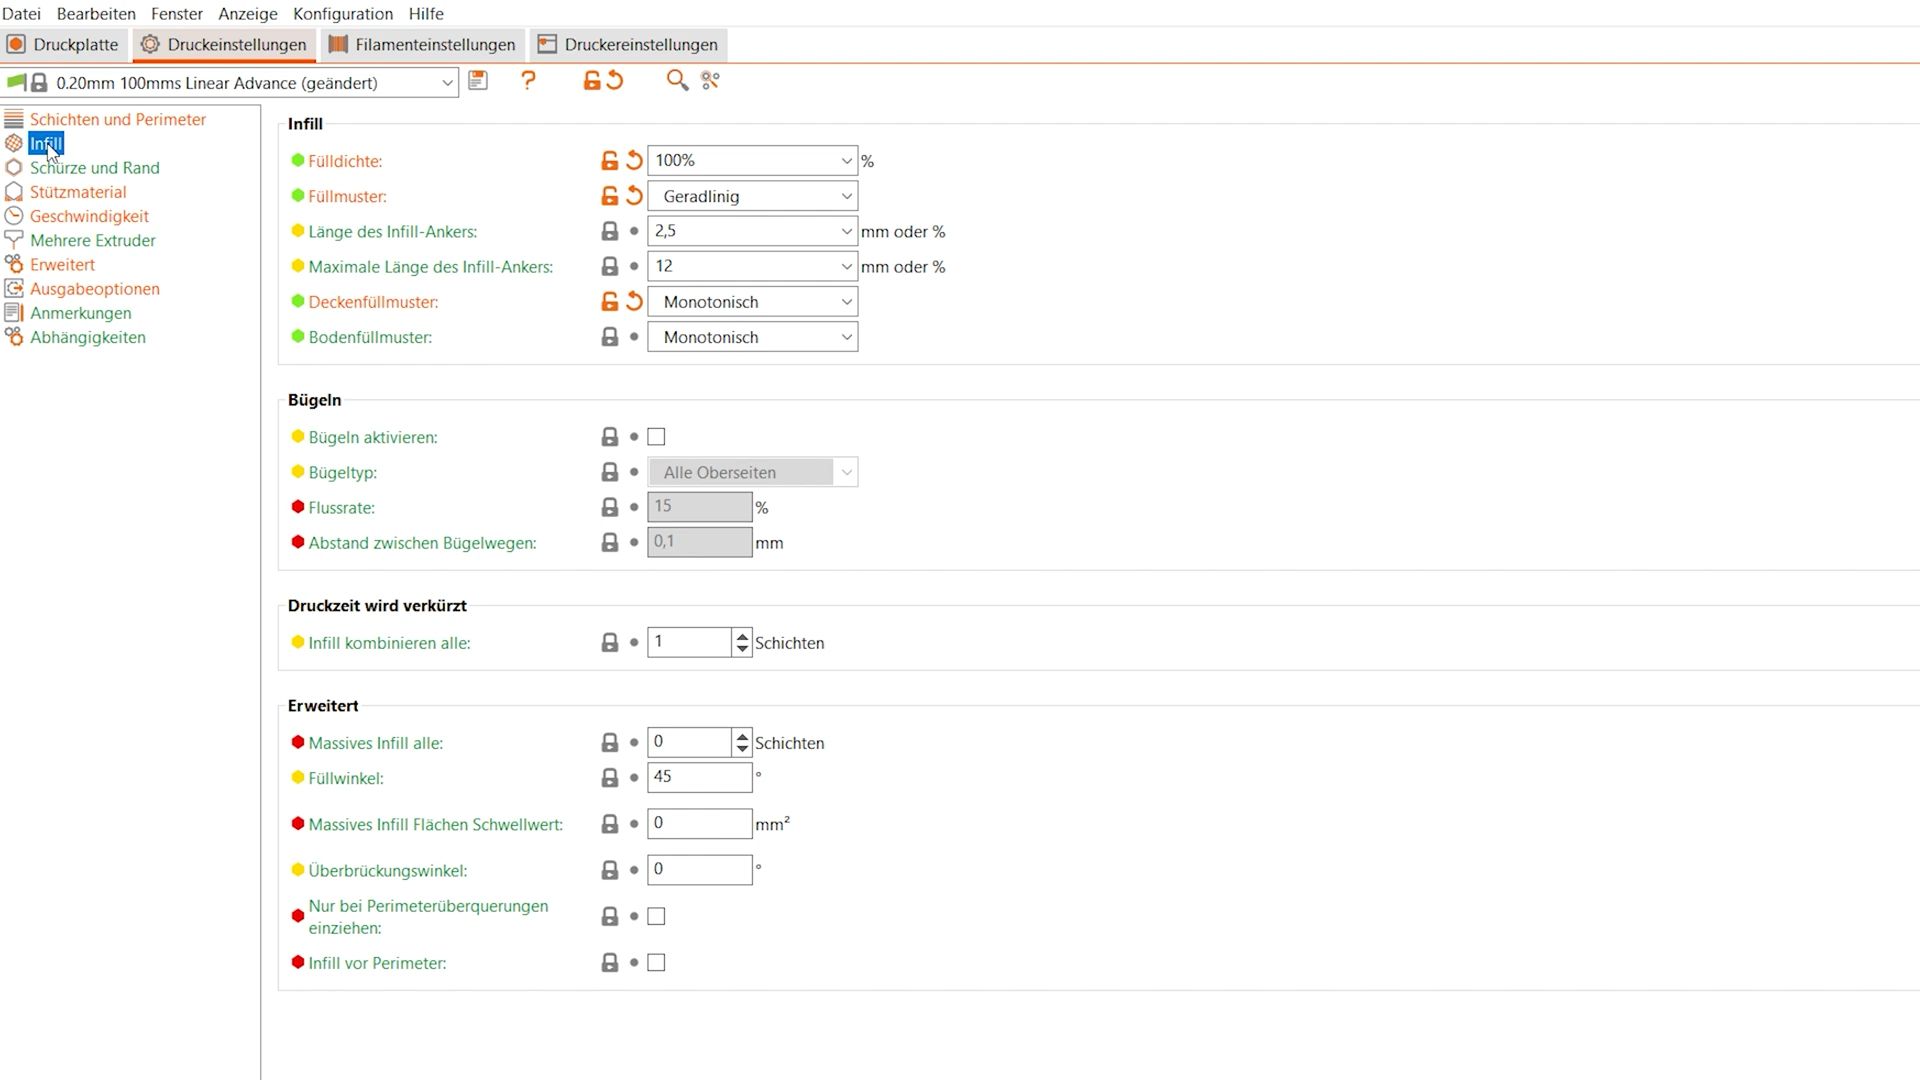 Datei Bearbeiten Fenster Anzeige Konfiguration Hilfe
Druckplatte Druckeinstellungen Filamenteinstellungen Druckereinstellungen
0.20mm 100mms Linear Advance (geändert) ?
Schichten und Perimeter
Infill
Schürze und Rand
Stützmaterial
Geschwindigkeit
Mehrere Extruder
Erweitert
Ausgabeoptionen
Anmerkungen
Abhängigkeiten
Infill
Fülldichte: 100% %
Füllmuster: Geradlinig
Länge des Infill-Ankers: 2,5 mm oder %
Maximale Länge des Infill-Ankers: 12 mm oder %
Deckenfüllmuster: Monotonisch
Bodenfüllmuster: Monotonisch
Bügeln
Bügeln aktivieren:
Bügeltyp: Alle Oberseiten
Flussrate: 15 %
Abstand zwischen Bügelwegen: 0,1 mm
Druckzeit wird verkürzt
Infill kombinieren alle: 1 Schichten
Erweitert
Massives Infill alle: 0 Schichten
Füllwinkel: 45 °
Massives Infill Flächen Schwellwert: 0 mm²
Überbrückungswinkel: 0 °
Nur bei Perimeterüberquerungen
einziehen:
Infill vor Perimeter: